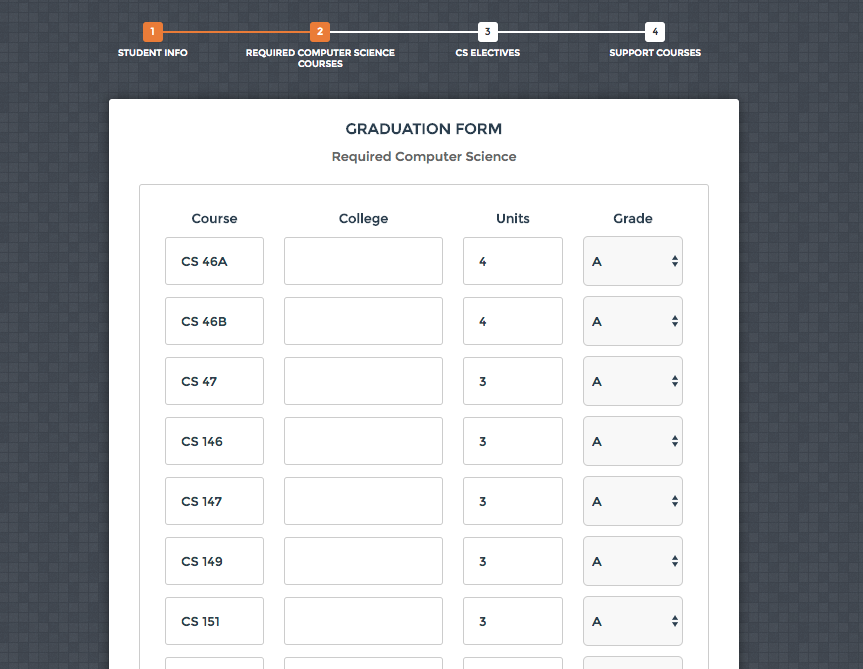 1 2 3 4
STUDENT INFO REQUIRED COMPUTER SCIENCE CS ELECTIVES SUPPORT COURSES
COURSES
GRADUATION FORM
Required Computer Science
Course College Units Grade
CS 46A 4 A
CS 46B 4 A
CS 47 3 A
CS 146 3 A
CS 147 3 A
CS 149 3 A
CS 151 3 A